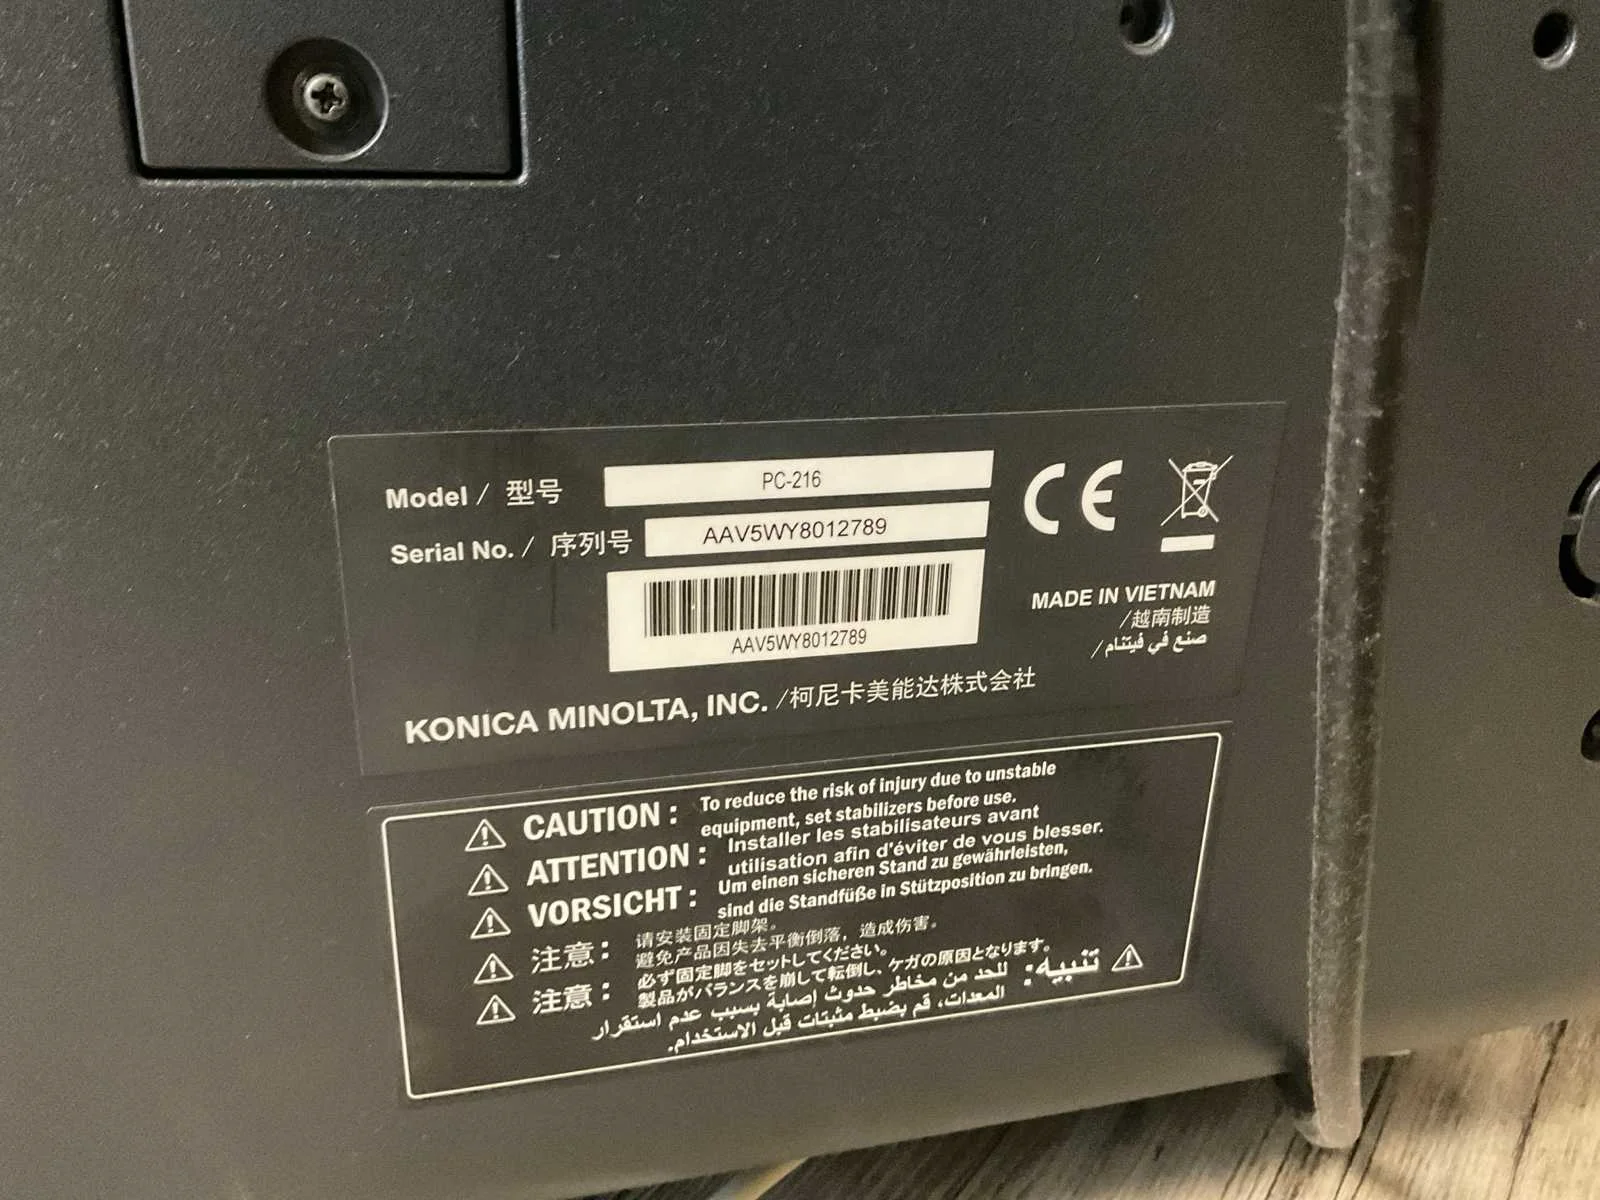 Model / 型号 PC-216
Serial No. / 序列号 AAV5WY8012789
AAV5WY8012789
CE
MADE IN VIETNAM
/越南制造
/صنع في فيتنام
KONICA MINOLTA, INC. /柯尼卡美能达株式会社
CAUTION : To reduce the risk of injury due to unstable
equipment, set stabilizers before use.
ATTENTION : Installer les stabilisateurs avant
utilisation afin d'éviter de vous blesser.
VORSICHT : Um einen sicheren Stand zu gewährleisten,
sind die Standfüße in Stützposition zu bringen.
注意 : 请安装固定脚架。
避免产品因失去平衡倒落，造成伤害。
注意 : 必ず固定脚をセットしてください。
製品がバランスを崩して転倒し、ケガの原因となります。
تنبيه: للحد من مخاطر حدوث إصابة بسبب عدم استقرار
المعدات، قم بضبط مثبتات قبل الاستخدام.